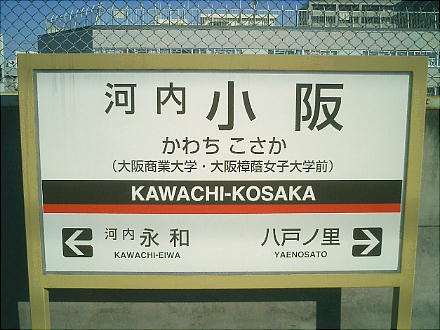 河内小阪
かわち こさか
(大阪商業大学・大阪樟蔭女子大学前)
KAWACHI-KOSAKA
河内永和 八戸ノ里
KAWACHI-EIWA YAENOSATO